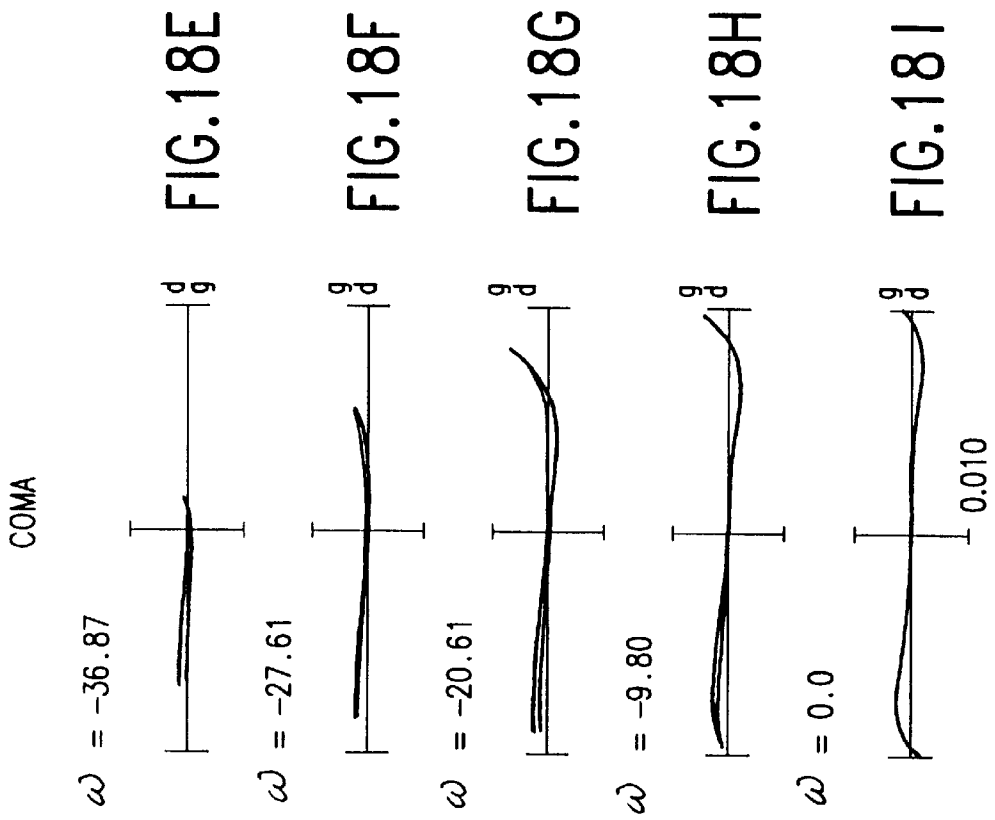 COMA
ω = -36.87
d
g
FIG.18E
ω = -27.61
g
d
FIG.18F
ω = -20.61
g
d
FIG.18G
ω = -9.80
g
d
FIG.18H
ω = 0.0
g
d
0.010
FIG.18I